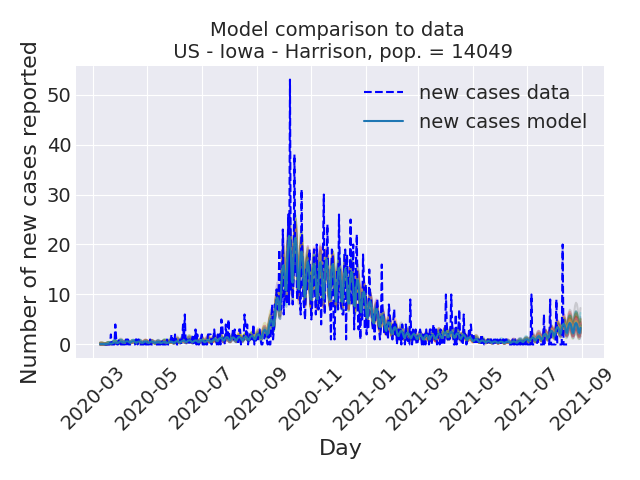 Model comparison to data
US - Iowa - Harrison, pop. = 14049
Number of new cases reported
50
40
30
20
10
0
new cases data
new cases model
2020-03
2020-05
2020-07
2020-09
2020-11
2021-01
2021-03
2021-05
2021-07
2021-09
Day